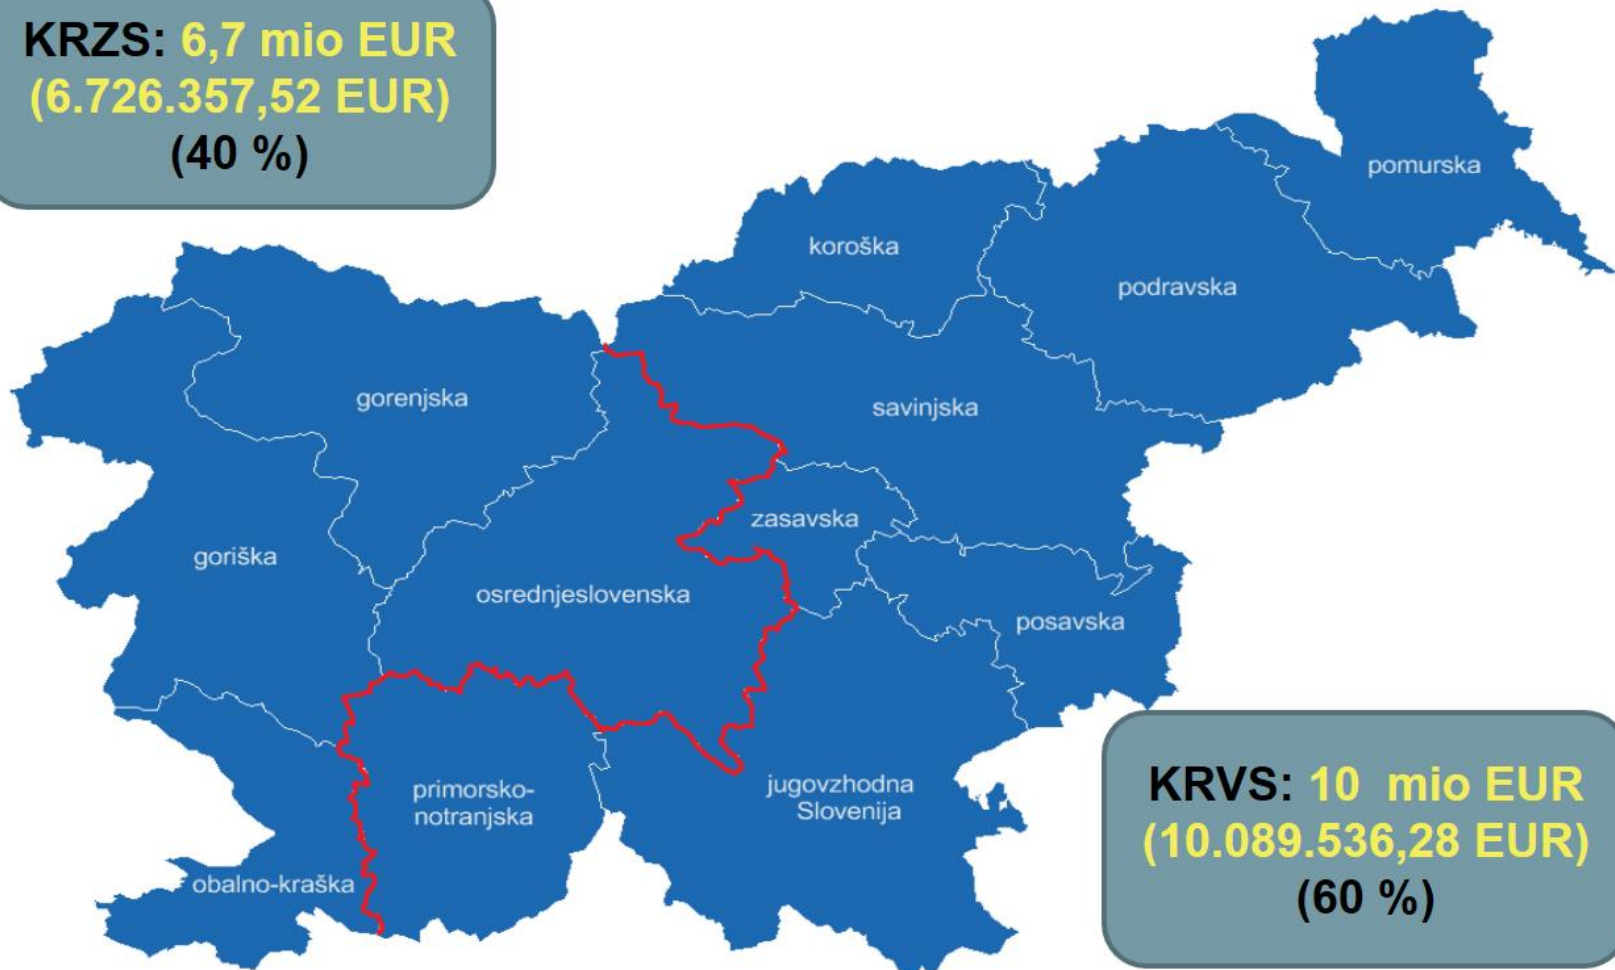 KRZS: 6,7 mio EUR
(6.726.357,52 EUR)
(40 %)
pomurska
koroška
podravska
gorenjska
savinjska
zasavska
goriška
osrednjeslovenska
posavska
primorsko-
notranjska
jugovzhodna
Slovenija
obalno-kraška
KRVS: 10 mio EUR
(10.089.536,28 EUR)
(60 %)